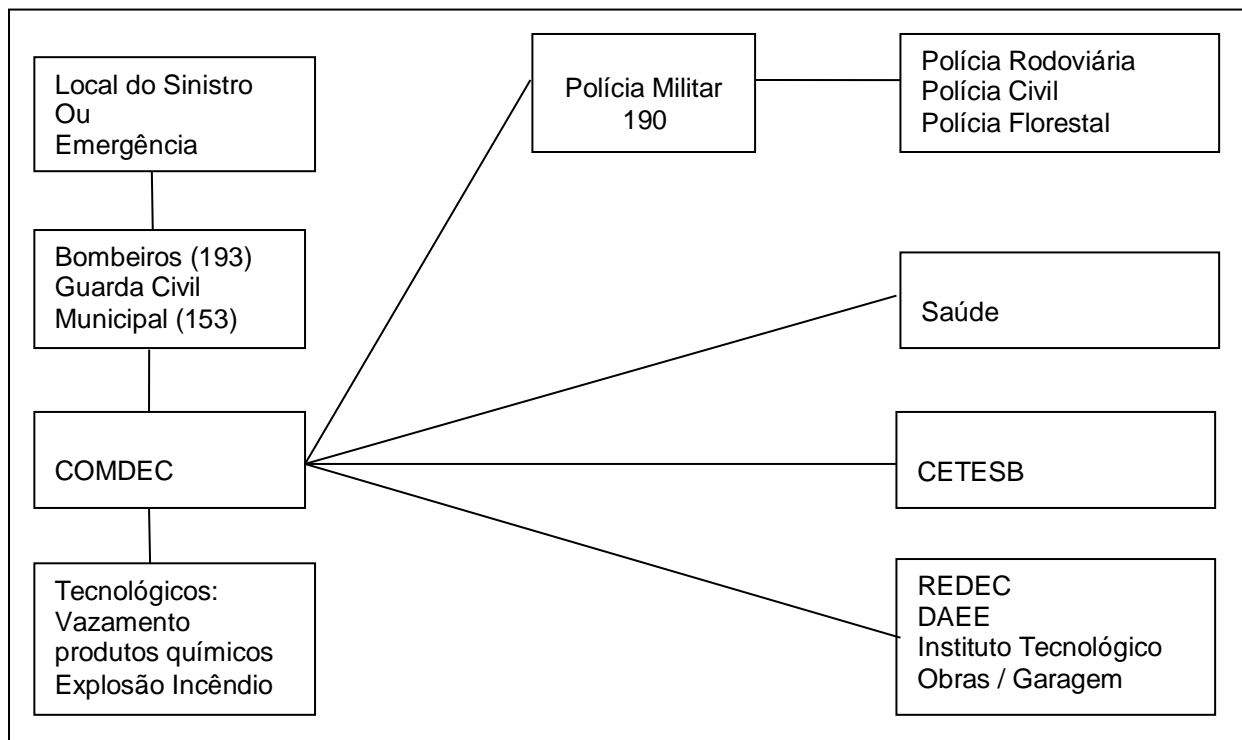 Local do Sinistro
Ou
Emergência
Bombeiros (193)
Guarda Civil
Municipal (153)
COMDEC
Tecnológicos:
Vazamento
produtos químicos
Explosão Incêndio
Polícia Militar
190
Polícia Rodoviária
Polícia Civil
Polícia Florestal
Saúde
CETESB
REDEC
DAEE
Instituto Tecnológico
Obras / Garagem